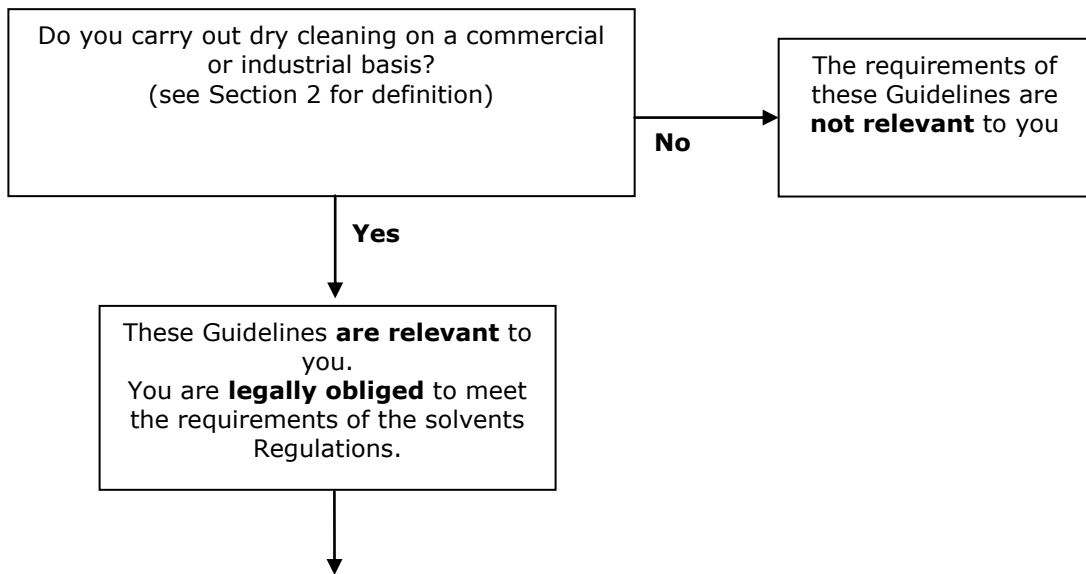 Do you carry out dry cleaning on a commercial
or industrial basis?
(see Section 2 for definition)
The requirements of
these Guidelines are
not relevant to you
No
Yes
These Guidelines are relevant to
you.
You are legally obliged to meet
the requirements of the solvents
Regulations.